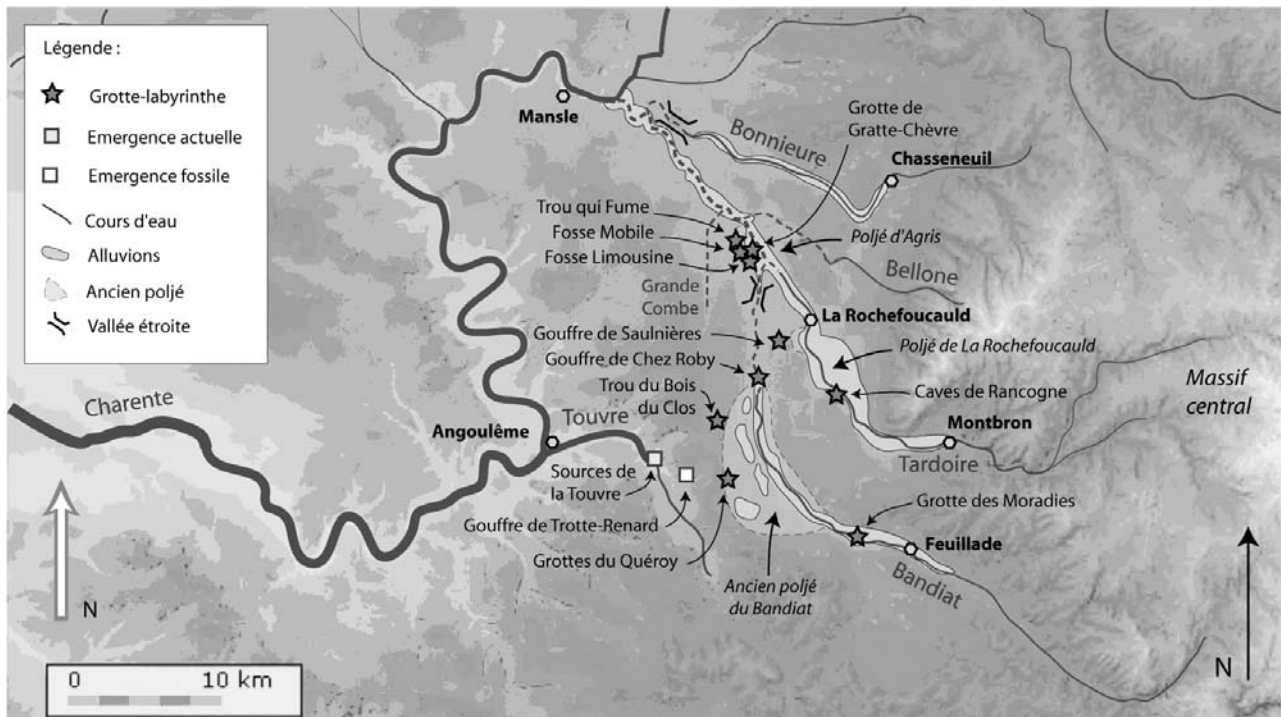 Légende :
Grotte-labyrinthe
Emergence actuelle
Emergence fossile
Cours d'eau
Alluvions
Ancien poljé
Vallée étroite
Mansle
Bonnieure
Grotte de
Gratte-Chèvre
Chasseneuil
Trou qui Fume
Fosse Mobile
Fosse Limousine
Poljé d'Agris
Bellone
Grande
Combe
La Rochefoucauld
Gouffre de Saulnières
Poljé de La Rochefoucauld
Gouffre de Chez Roby
Trou du Bois
du Clos
Caves de Rancogne
Massif
central
Charente
Angoulême
Touvre
Montbron
Tardoire
Sources de
la Touvre
Gouffre de Trotte-Renard
Grottes du Quéroy
Grotte des Moradies
Feuillade
Ancien poljé
du Bandiat
Bandiat
N
N
0 10 km